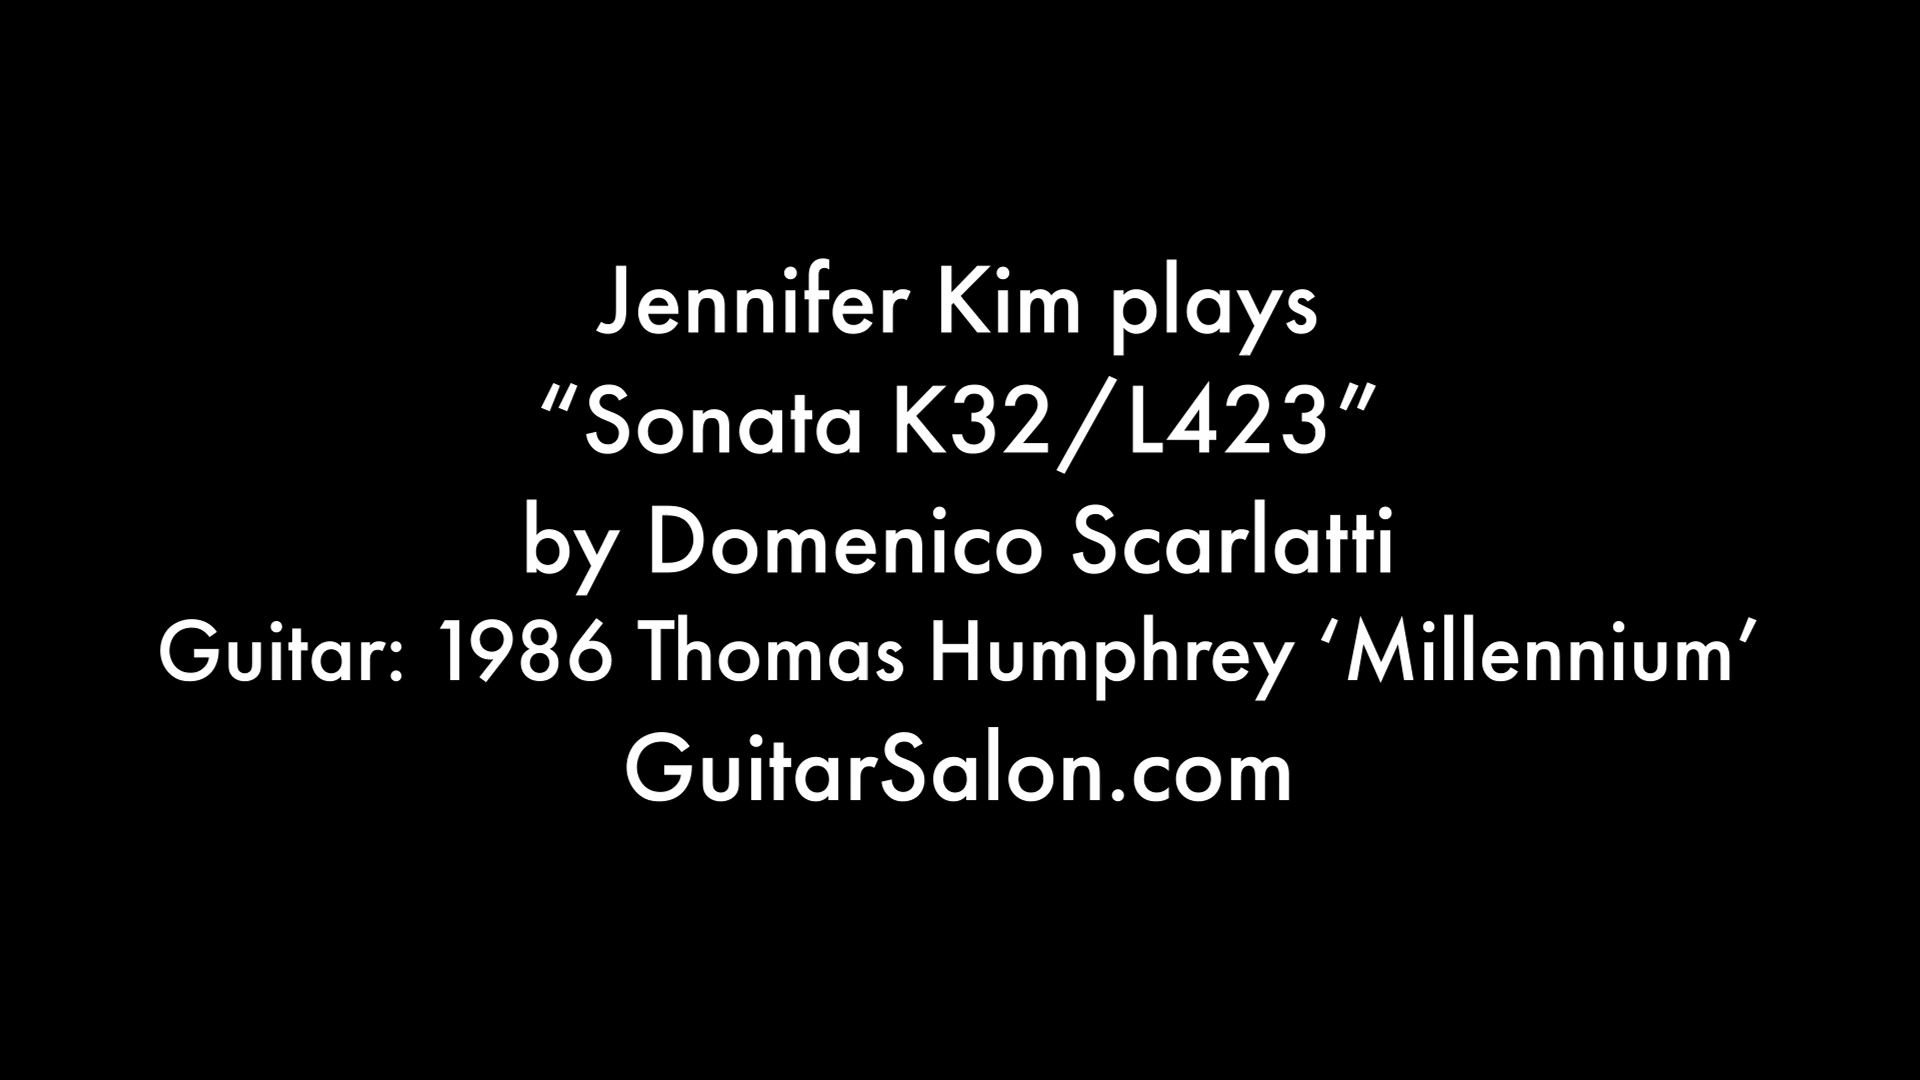 Jennifer Kim plays
“Sonata K32/L423”
by Domenico Scarlatti
Guitar: 1986 Thomas Humphrey ‘Millennium’
GuitarSalon.com